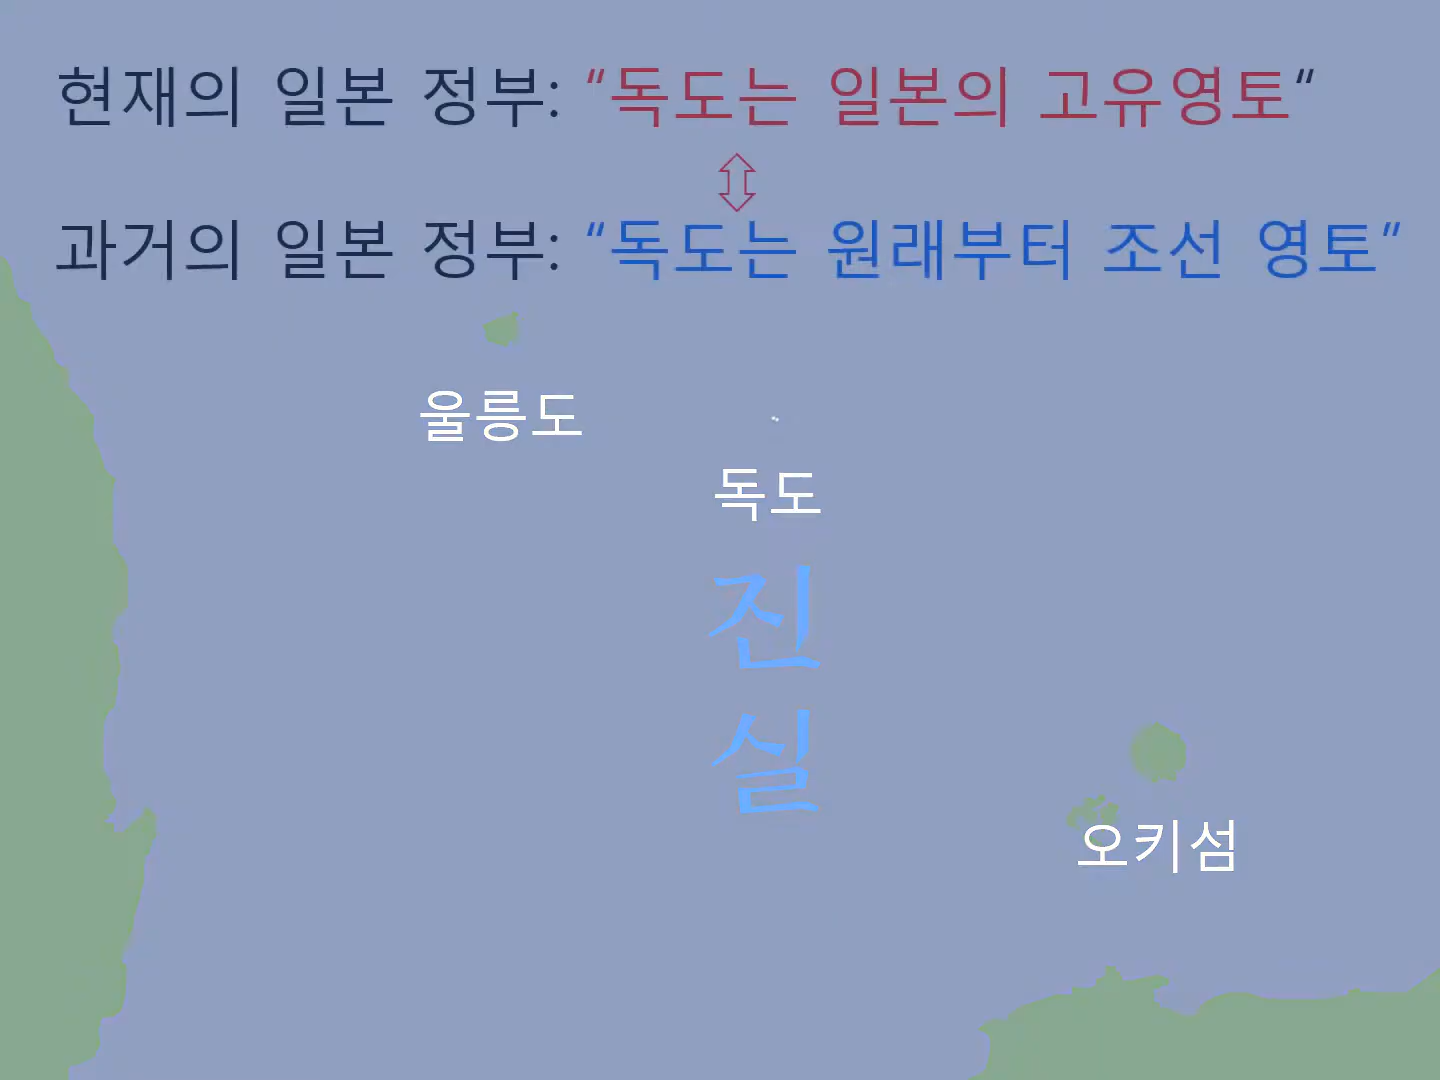 현재의 일본 정부: “독도는 일본의 고유영토“
과거의 일본 정부: “독도는 원래부터 조선 영토“
울릉도
독도
진
실
오키섬